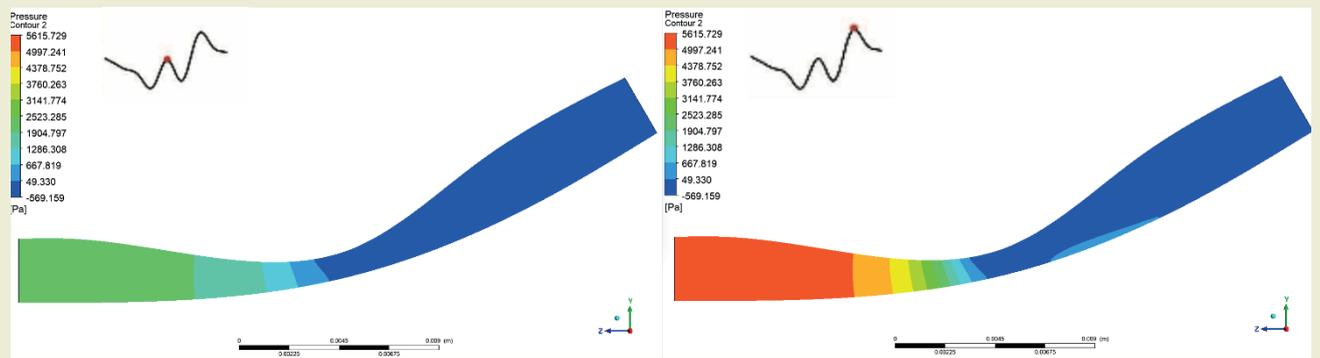 Pressure
Contour 2
5615.729
4997.241
4378.752
3760.263
3141.774
2523.285
1904.797
1286.308
667.819
49.330
-569.159
[Pa]
Y
Z
0 0.0045 0.009 (m)
0.00225 0.00675
Pressure
Contour 2
5615.729
4997.241
4378.752
3760.263
3141.774
2523.285
1904.797
1286.308
667.819
49.330
-569.159
[Pa]
Y
Z
0 0.0045 0.009 (m)
0.00225 0.00675